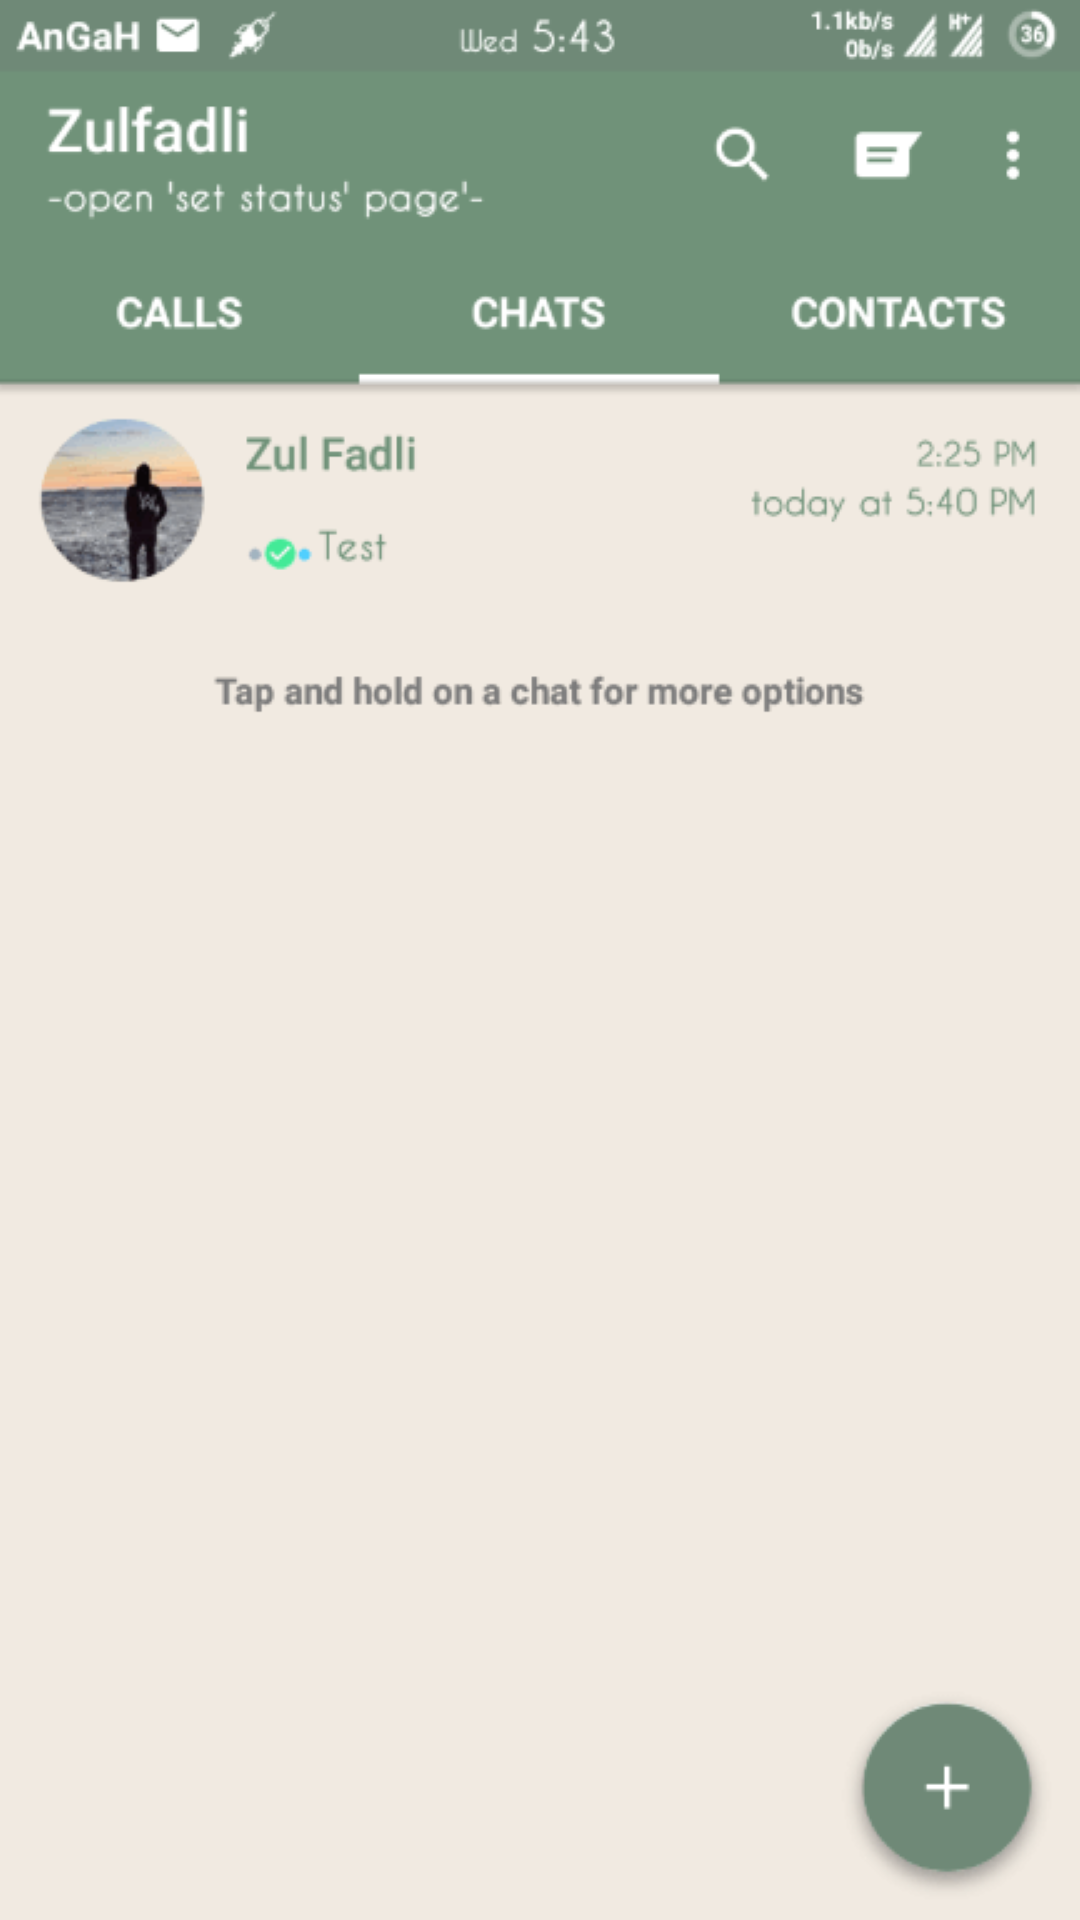 AnGaH Wed 5:43 1.1kb/s 0b/s H+ 36
Zulfadli
-open 'set status' page'-
CALLS CHATS CONTACTS
Zul Fadli 2:25 PM
today at 5:40 PM
Test
Tap and hold on a chat for more options